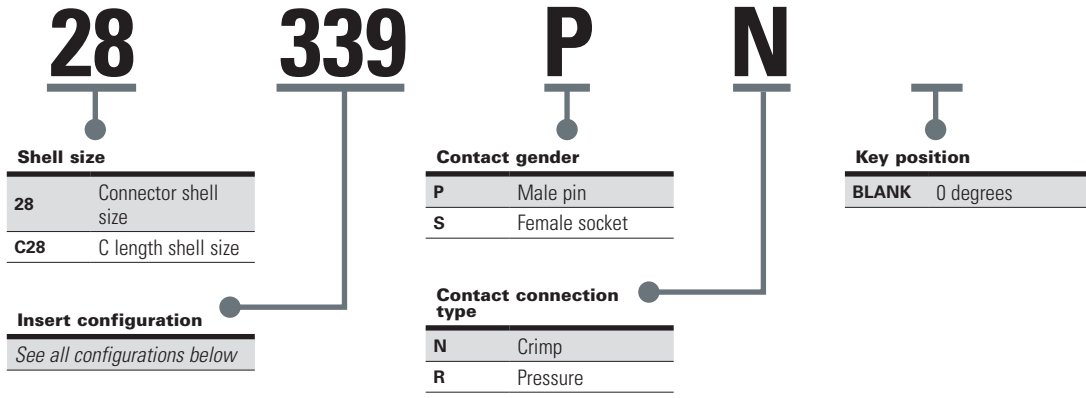 28 339 P N
Shell size
28 Connector shell
size
C28 C length shell size
Insert configuration
See all configurations below
Contact gender
P Male pin
S Female socket
Contact connection
type
N Crimp
R Pressure
Key position
BLANK 0 degrees